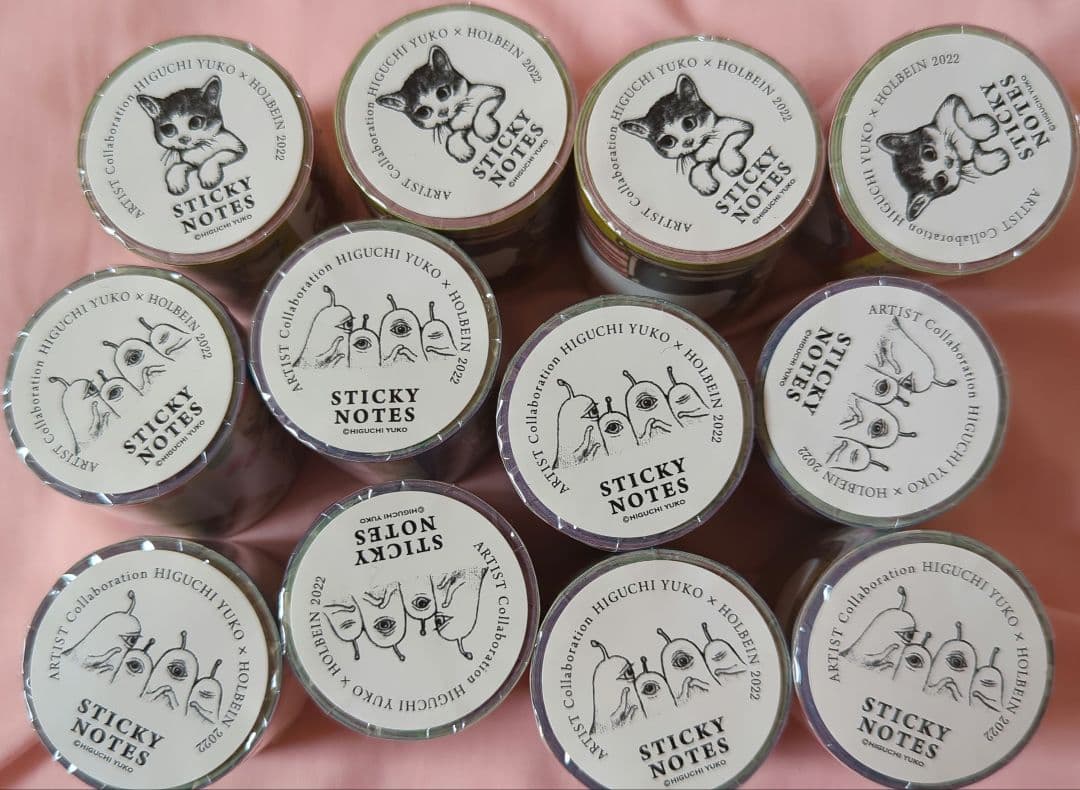 ARTIST Collaboration HIGUCHI YUKO × HOLBEIN 2022
STICKY
NOTES
©HIGUCHI YUKO
ARTIST Collaboration HIGUCHI YUKO × HOLBEIN 2022
STICKY
NOTES
©HIGUCHI YUKO
ARTIST Collaboration HIGUCHI YUKO × HOLBEIN 2022
STICKY
NOTES
©HIGUCHI YUKO
ARTIST Collaboration HIGUCHI YUKO × HOLBEIN 2022
STICKY
NOTES
©HIGUCHI YUKO
ARTIST Collaboration HIGUCHI YUKO × HOLBEIN 2022
STICKY
NOTES
©HIGUCHI YUKO
ARTIST Collaboration HIGUCHI YUKO × HOLBEIN 2022
STICKY
NOTES
©HIGUCHI YUKO
ARTIST Collaboration HIGUCHI YUKO × HOLBEIN 2022
STICKY
NOTES
©HIGUCHI YUKO
ARTIST Collaboration HIGUCHI YUKO × HOLBEIN 2022
STICKY
NOTES
©HIGUCHI YUKO
ARTIST Collaboration HIGUCHI YUKO × HOLBEIN 2022
STICKY
NOTES
©HIGUCHI YUKO
ARTIST Collaboration HIGUCHI YUKO × HOLBEIN 2022
STICKY
NOTES
©HIGUCHI YUKO
ARTIST Collaboration HIGUCHI YUKO × HOLBEIN 2022
STICKY
NOTES
©HIGUCHI YUKO
ARTIST Collaboration HIGUCHI YUKO × HOLBEIN 2022
STICKY
NOTES
©HIGUCHI YUKO